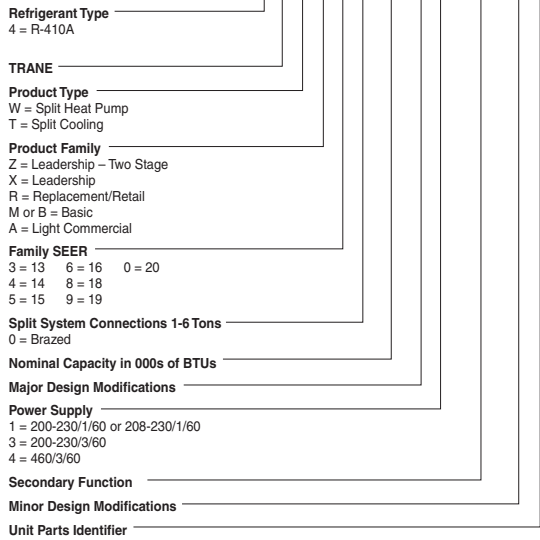 Refrigerant Type
4 = R-410A
TRANE
Product Type
W = Split Heat Pump
T = Split Cooling
Product Family
Z = Leadership – Two Stage
X = Leadership
R = Replacement/Retail
M or B = Basic
A = Light Commercial
Family SEER
3 = 13 6 = 16 0 = 20
4 = 14 8 = 18
5 = 15 9 = 19
Split System Connections 1-6 Tons
0 = Brazed
Nominal Capacity in 000s of BTUs
Major Design Modifications
Power Supply
1 = 200-230/1/60 or 208-230/1/60
3 = 200-230/3/60
4 = 460/3/60
Secondary Function
Minor Design Modifications
Unit Parts Identifier